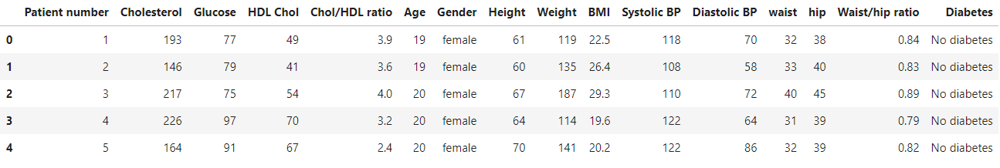 Patient number Cholesterol Glucose HDL Chol Chol/HDL ratio Age Gender Height Weight BMI Systolic BP Diastolic BP waist hip Waist/hip ratio Diabetes
0 1 193 77 49 3.9 19 female 61 119 22.5 118 70 32 38 0.84 No diabetes
1 2 146 79 41 3.6 19 female 60 135 26.4 108 58 33 40 0.83 No diabetes
2 3 217 75 54 4.0 20 female 67 187 29.3 110 72 40 45 0.89 No diabetes
3 4 226 97 70 3.2 20 female 64 114 19.6 122 64 31 39 0.79 No diabetes
4 5 164 91 67 2.4 20 female 70 141 20.2 122 86 32 39 0.82 No diabetes